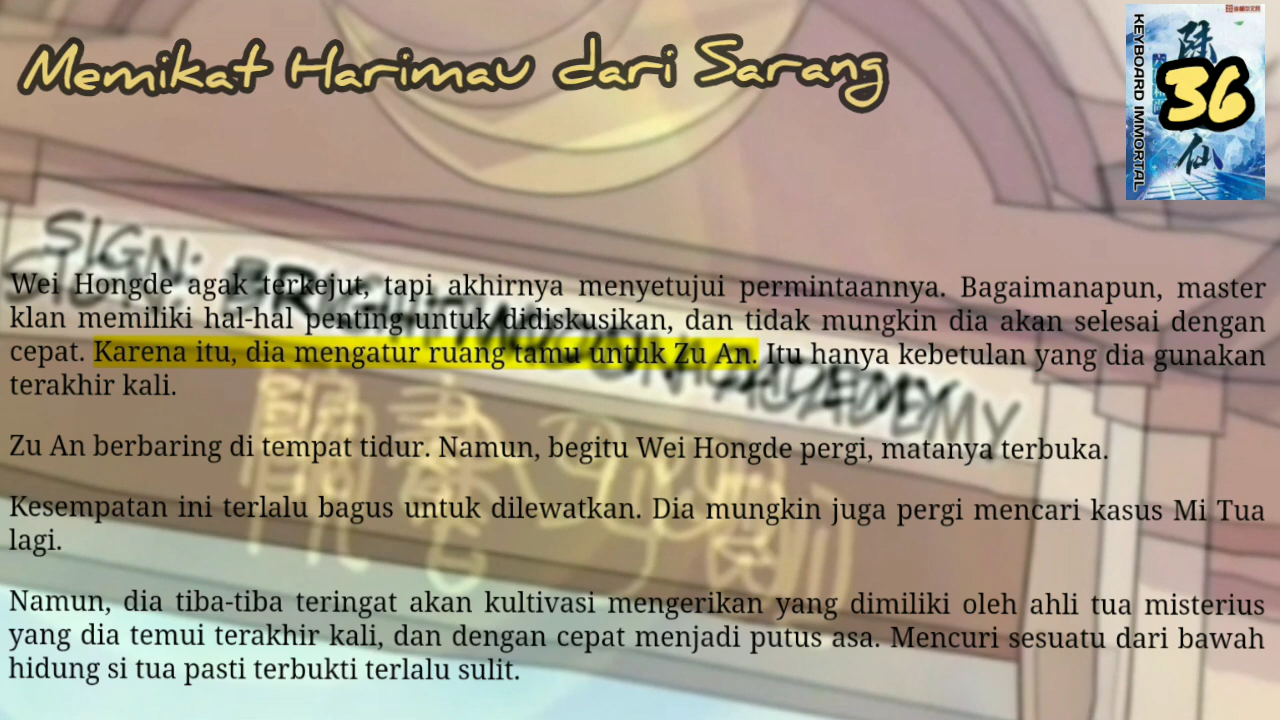 Memikat Harimau dari Sarang
KEYBOARD IMMORTAL
36
仙
SIGN: BRIGHTMOON ACADEMY
Wei Hongde agak terkejut, tapi akhirnya menyetujui permintaannya. Bagaimanapun, master
klan memiliki hal-hal penting untuk didiskusikan, dan tidak mungkin dia akan selesai dengan
cepat. Karena itu, dia mengatur ruang tamu untuk Zu An. Itu hanya kebetulan yang dia gunakan
terakhir kali.
Zu An berbaring di tempat tidur. Namun, begitu Wei Hongde pergi, matanya terbuka.
Kesempatan ini terlalu bagus untuk dilewatkan. Dia mungkin juga pergi mencari kasus Mi Tua
lagi.
Namun, dia tiba-tiba teringat akan kultivasi mengerikan yang dimiliki oleh ahli tua misterius
yang dia temui terakhir kali, dan dengan cepat menjadi putus asa. Mencuri sesuatu dari bawah
hidung si tua pasti terbukti terlalu sulit.